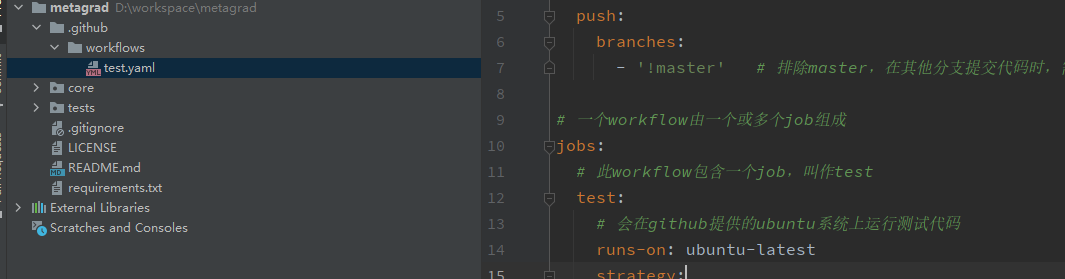 metagrad D:\workspace\metagrad
.github
workflows
test.yaml
core
tests
.gitignore
LICENSE
README.md
requirements.txt
External Libraries
Scratches and Consoles
5 push:
6 branches:
7 - '!master' # 排除master，在其他分支提交代码时，
8
9 # 一个workflow由一个或多个job组成
10 jobs:
11 # 此workflow包含一个job，叫作test
12 test:
13 # 会在github提供的ubuntu系统上运行测试代码
14 runs-on: ubuntu-latest
15 strategy: